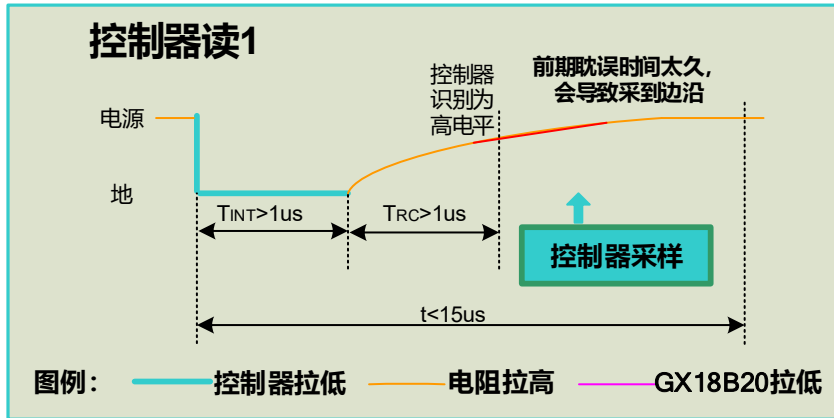 控制器读1
控制器
识别为
高电平
前期耽误时间太久，
会导致采到边沿
电源
地
TINT>1us
TRC>1us
控制器采样
t<15us
图例： 控制器拉低 电阻拉高 GX18B20拉低